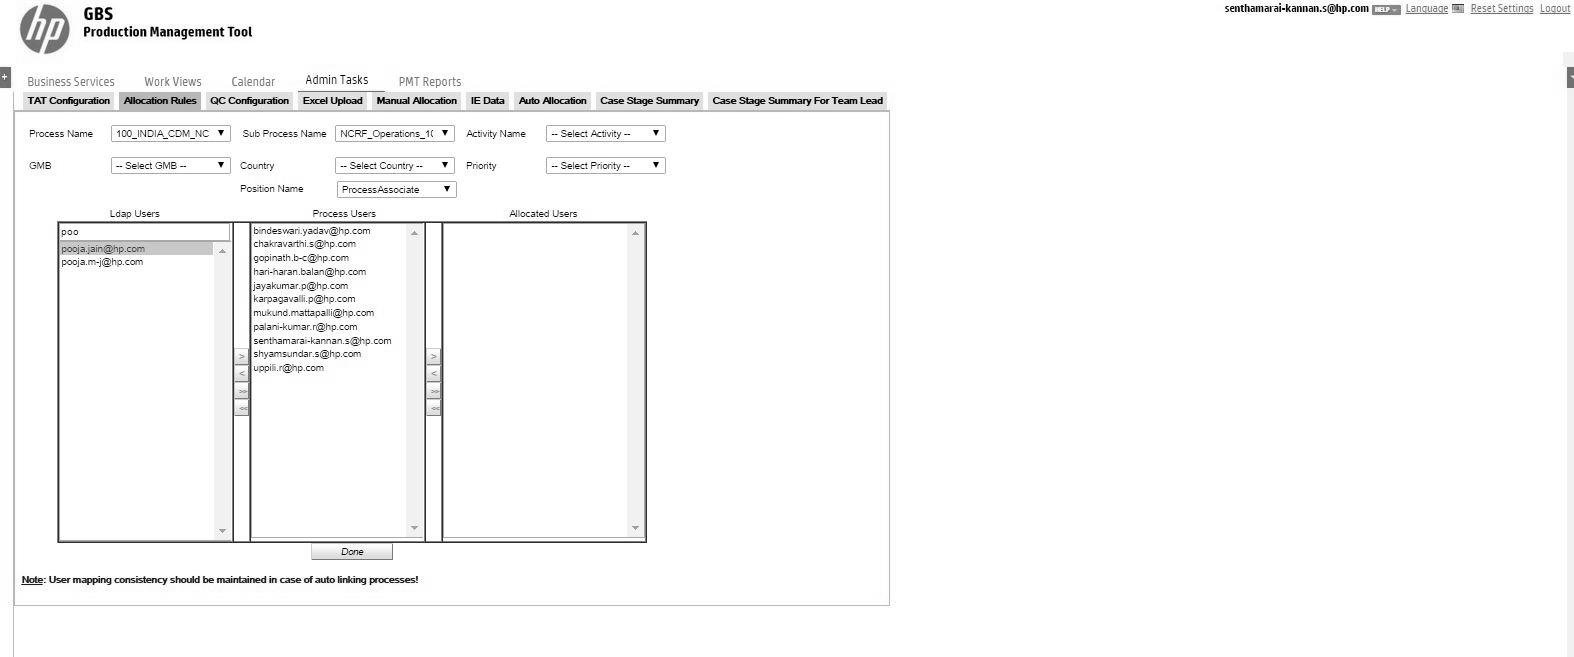 hp
GBS
Production Management Tool
senthamarai-kannan.s@hp.com HELP Language Reset Settings Logout
+
Business Services Work Views Calendar Admin Tasks PMT Reports
TAT Configuration Allocation Rules QC Configuration Excel Upload Manual Allocation IE Data Auto Allocation Case Stage Summary Case Stage Summary For Team Lead
Process Name 100_INDIA_CDM_NC Sub Process Name NCRF_Operations_1( Activity Name -- Select Activity --
GMB -- Select GMB -- Country -- Select Country -- Priority -- Select Priority --
Position Name ProcessAssociate
Ldap Users Process Users Allocated Users
poo
pooja.jain@hp.com
pooja.m-j@hp.com
bindeswari.yadav@hp.com
chakravarthi.s@hp.com
gopinath.b-c@hp.com
hari-haran.balan@hp.com
jayakumar.p@hp.com
karpagavalli.p@hp.com
mukund.mattapalli@hp.com
palani-kumar.r@hp.com
senthamarai-kannan.s@hp.com
shyamsundar.s@hp.com
uppili.r@hp.com
> >
< <
>> >>
<< <<
Done
Note: User mapping consistency should be maintained in case of auto linking processes!